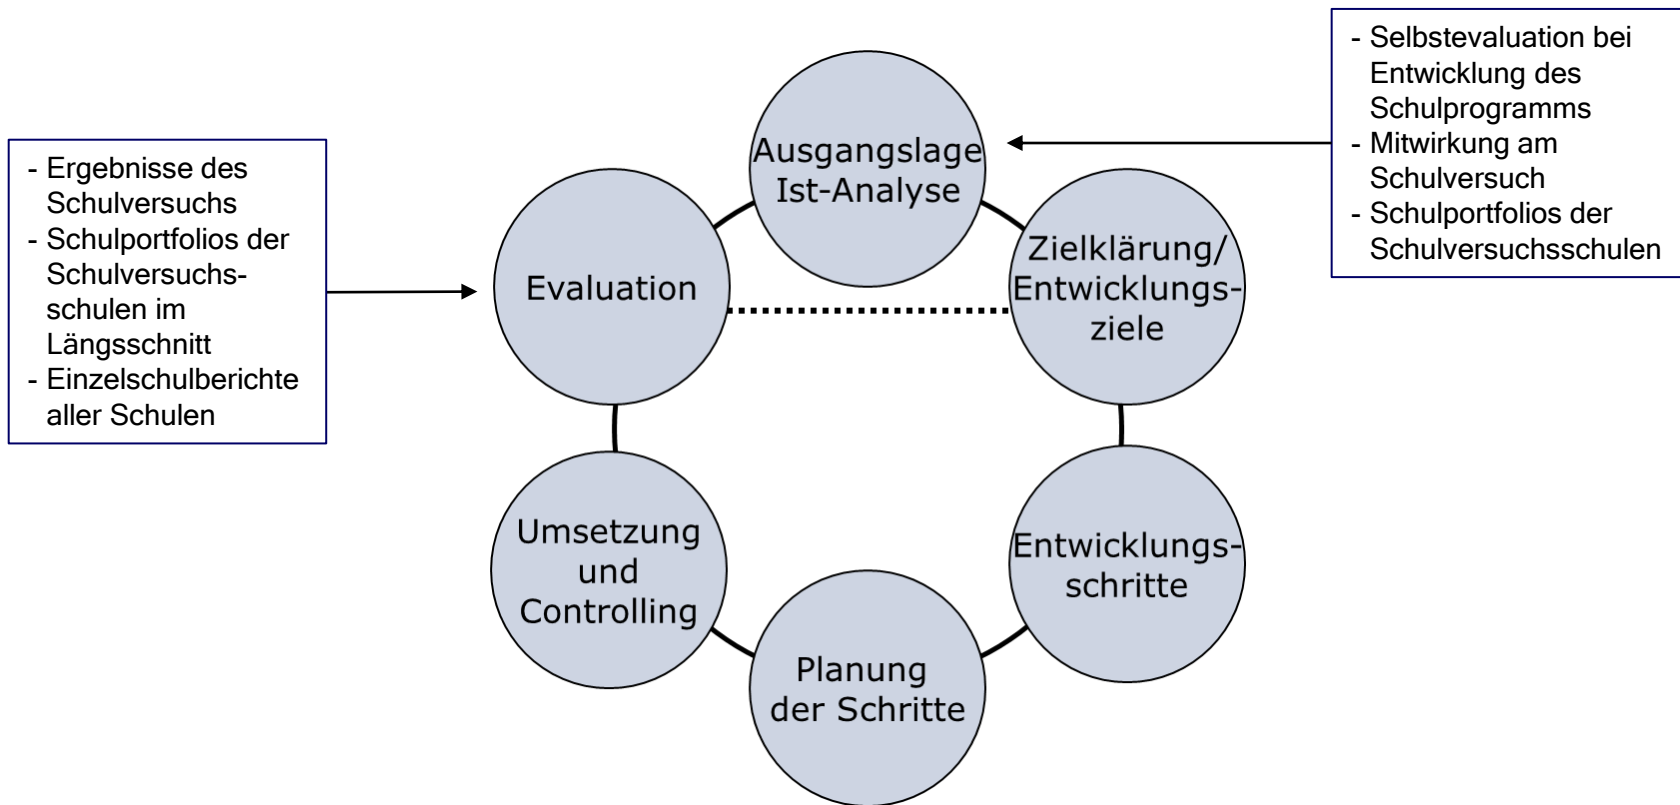 - Selbstevaluation bei
Entwicklung des
Schulprogramms
- Mitwirkung am
Schulversuch
- Schulportfolios der
Schulversuchsschulen
- Ergebnisse des
Schulversuchs
- Schulportfolios der
Schulversuchs-
schulen im
Längsschnitt
- Einzelschulberichte
aller Schulen
Ausgangslage
Ist-Analyse
Zielklärung/
Entwicklungs-
ziele
Entwicklungs-
schritte
Planung
der Schritte
Umsetzung
und
Controlling
Evaluation